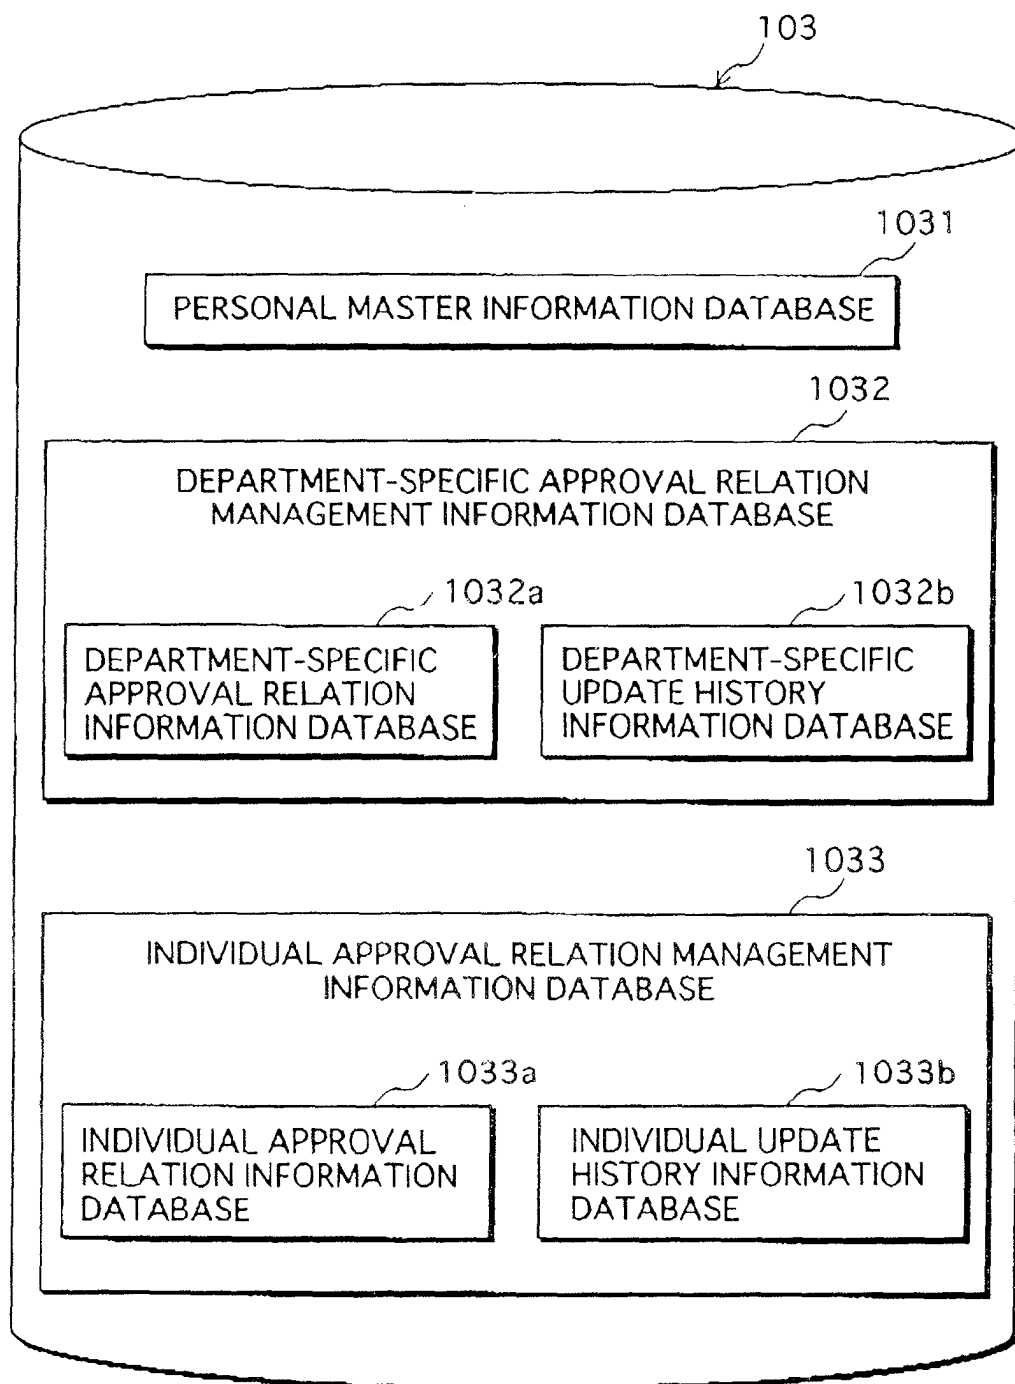 103
1031
PERSONAL MASTER INFORMATION DATABASE
1032
DEPARTMENT-SPECIFIC APPROVAL RELATION
MANAGEMENT INFORMATION DATABASE
1032a
DEPARTMENT-SPECIFIC
APPROVAL RELATION
INFORMATION DATABASE
1032b
DEPARTMENT-SPECIFIC
UPDATE HISTORY
INFORMATION DATABASE
1033
INDIVIDUAL APPROVAL RELATION MANAGEMENT
INFORMATION DATABASE
1033a
INDIVIDUAL APPROVAL
RELATION INFORMATION
DATABASE
1033b
INDIVIDUAL UPDATE
HISTORY INFORMATION
DATABASE